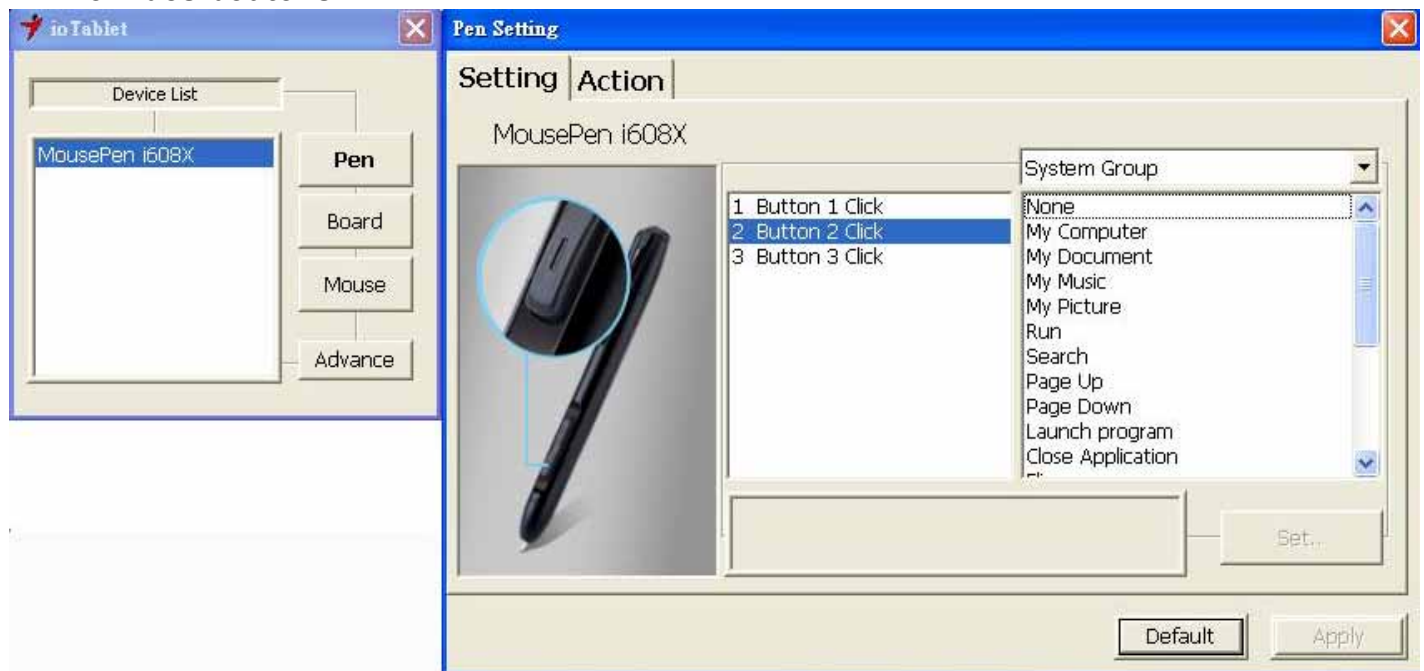 ioTablet
Device List
MousePen i608X
Pen
Board
Mouse
Advance
Pen Setting
Setting
Action
MousePen i608X
System Group
1 Button 1 Click
2 Button 2 Click
3 Button 3 Click
None
My Computer
My Document
My Music
My Picture
Run
Search
Page Up
Page Down
Launch program
Close Application
Set..
Default
Apply